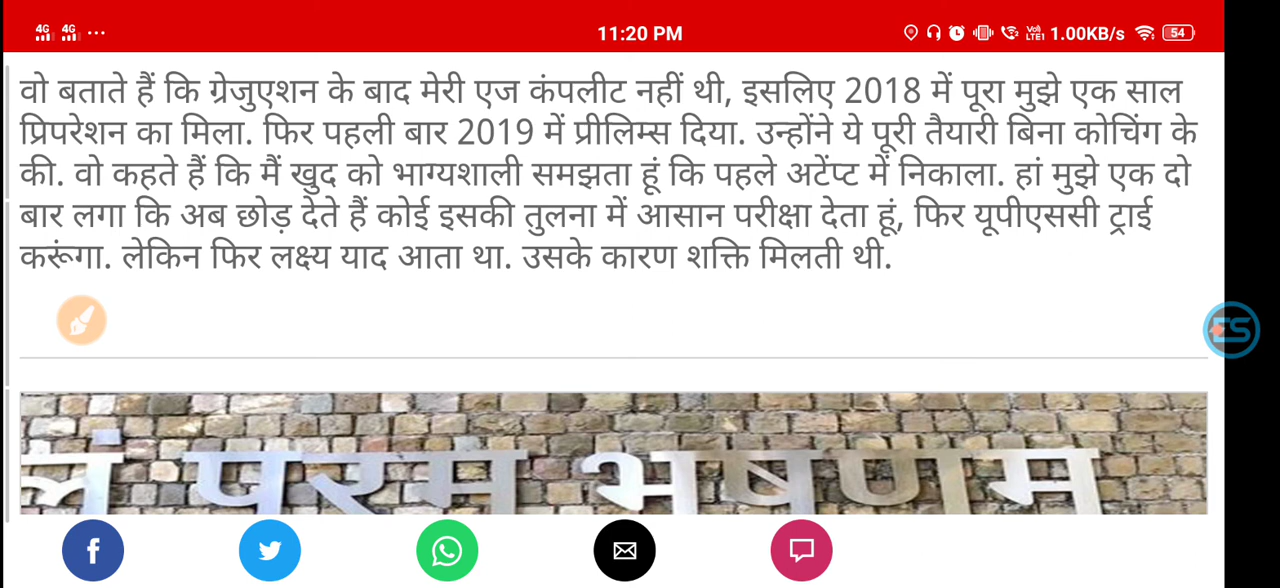 4G 4G ... 11:20 PM Vo) LTE1 1.00KB/s 54
वो बताते हैं कि ग्रेजुएशन के बाद मेरी एज कंपलीट नहीं थी, इसलिए 2018 में पूरा मुझे एक साल
प्रिपरेशन का मिला. फिर पहली बार 2019 में प्रीलिम्स दिया. उन्होंने ये पूरी तैयारी बिना कोचिंग के
की. वो कहते हैं कि मैं खुद को भाग्यशाली समझता हूं कि पहले अटेंप्ट में निकाला. हां मुझे एक दो
बार लगा कि अब छोड़ देते हैं कोई इसकी तुलना में आसान परीक्षा देता हूं, फिर यूपीएससी ट्राई
करूंगा. लेकिन फिर लक्ष्य याद आता था. उसके कारण शक्ति मिलती थी.
परम भूषणम